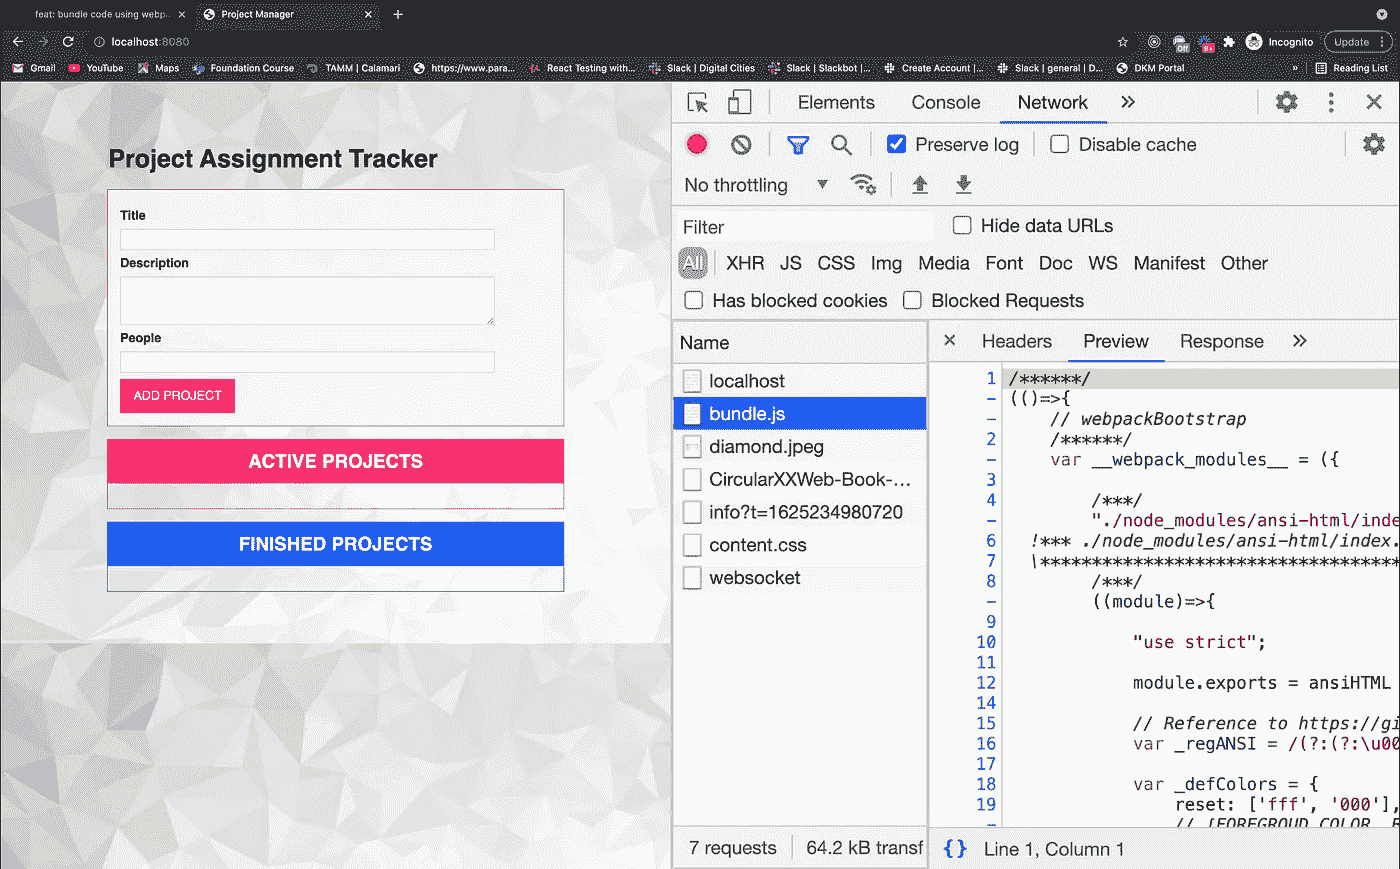 feat: bundle code using webp
Project Manager
localhost:8080
Off
9+
Incognito
Update
Gmail
YouTube
Maps
Foundation Course
TAMM | Calamari
https://www.para...
React Testing with...
Slack | Digital Cities
Slack | Slackbot |...
Create Account |...
Slack | general | D...
DKM Portal
»
Reading List
Project Assignment Tracker
Title
Description
People
ADD PROJECT
ACTIVE PROJECTS
FINISHED PROJECTS
Elements Console Network »
Preserve log Disable cache
No throttling
Filter Hide data URLs
All XHR JS CSS Img Media Font Doc WS Manifest Other
Has blocked cookies Blocked Requests
Name
localhost
bundle.js
diamond.jpeg
CircularXXWeb-Book-...
info?t=1625234980720
content.css
websocket
7 requests 64.2 kB transf
Headers Preview Response »
1 /******/
- (()=>{
- // webpackBootstrap
2 /******/
- var __webpack_modules__ = ({
3
4 /***/
- "./node_modules/ansi-html/inde
6 !*** ./node_modules/ansi-html/index.
7 \***********************************
8 /***/
- ((module)=>{
9
10 "use strict";
11
12 module.exports = ansiHTML
14
15 // Reference to https://gi
16 var _regANSI = /(?:(?:\u00
17
18 var _defColors = {
19 reset: ['fff', '000'],
{} Line 1, Column 1